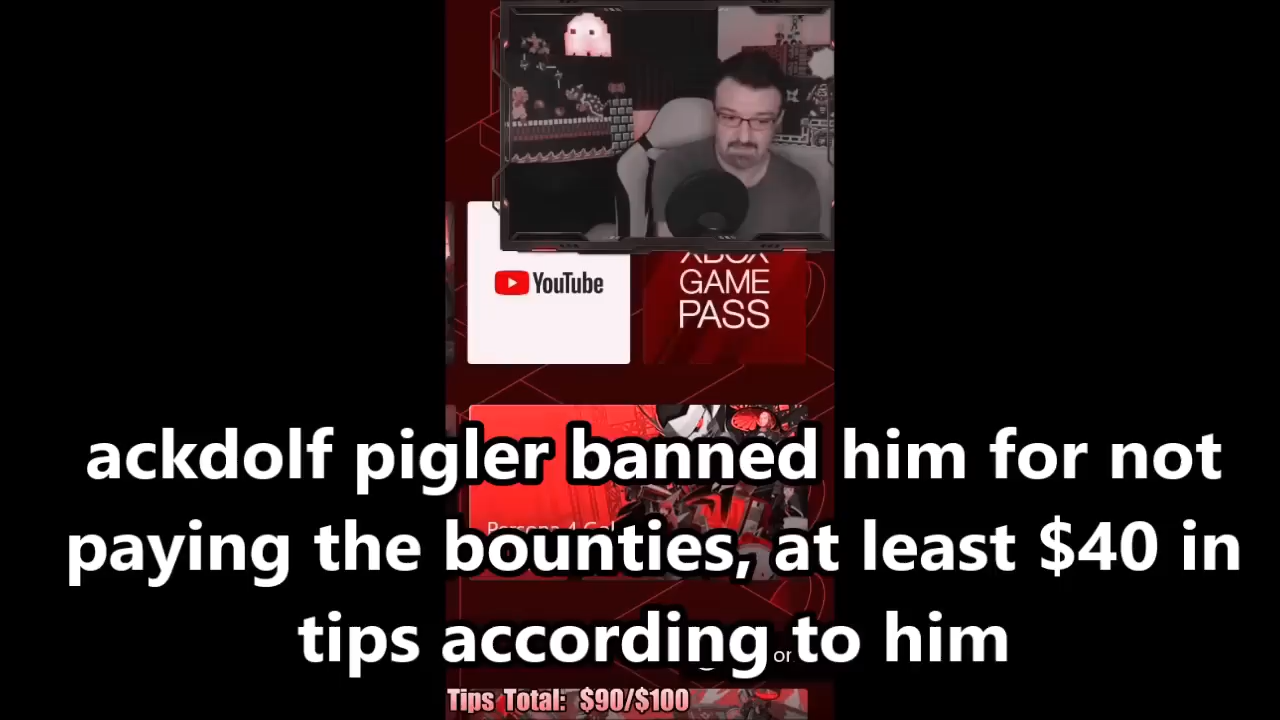 YouTube
XBOX
GAME
PASS
ackdolf pigler banned him for not
paying the bounties, at least $40 in
tips according to him
or
Tips Total: $90/$100